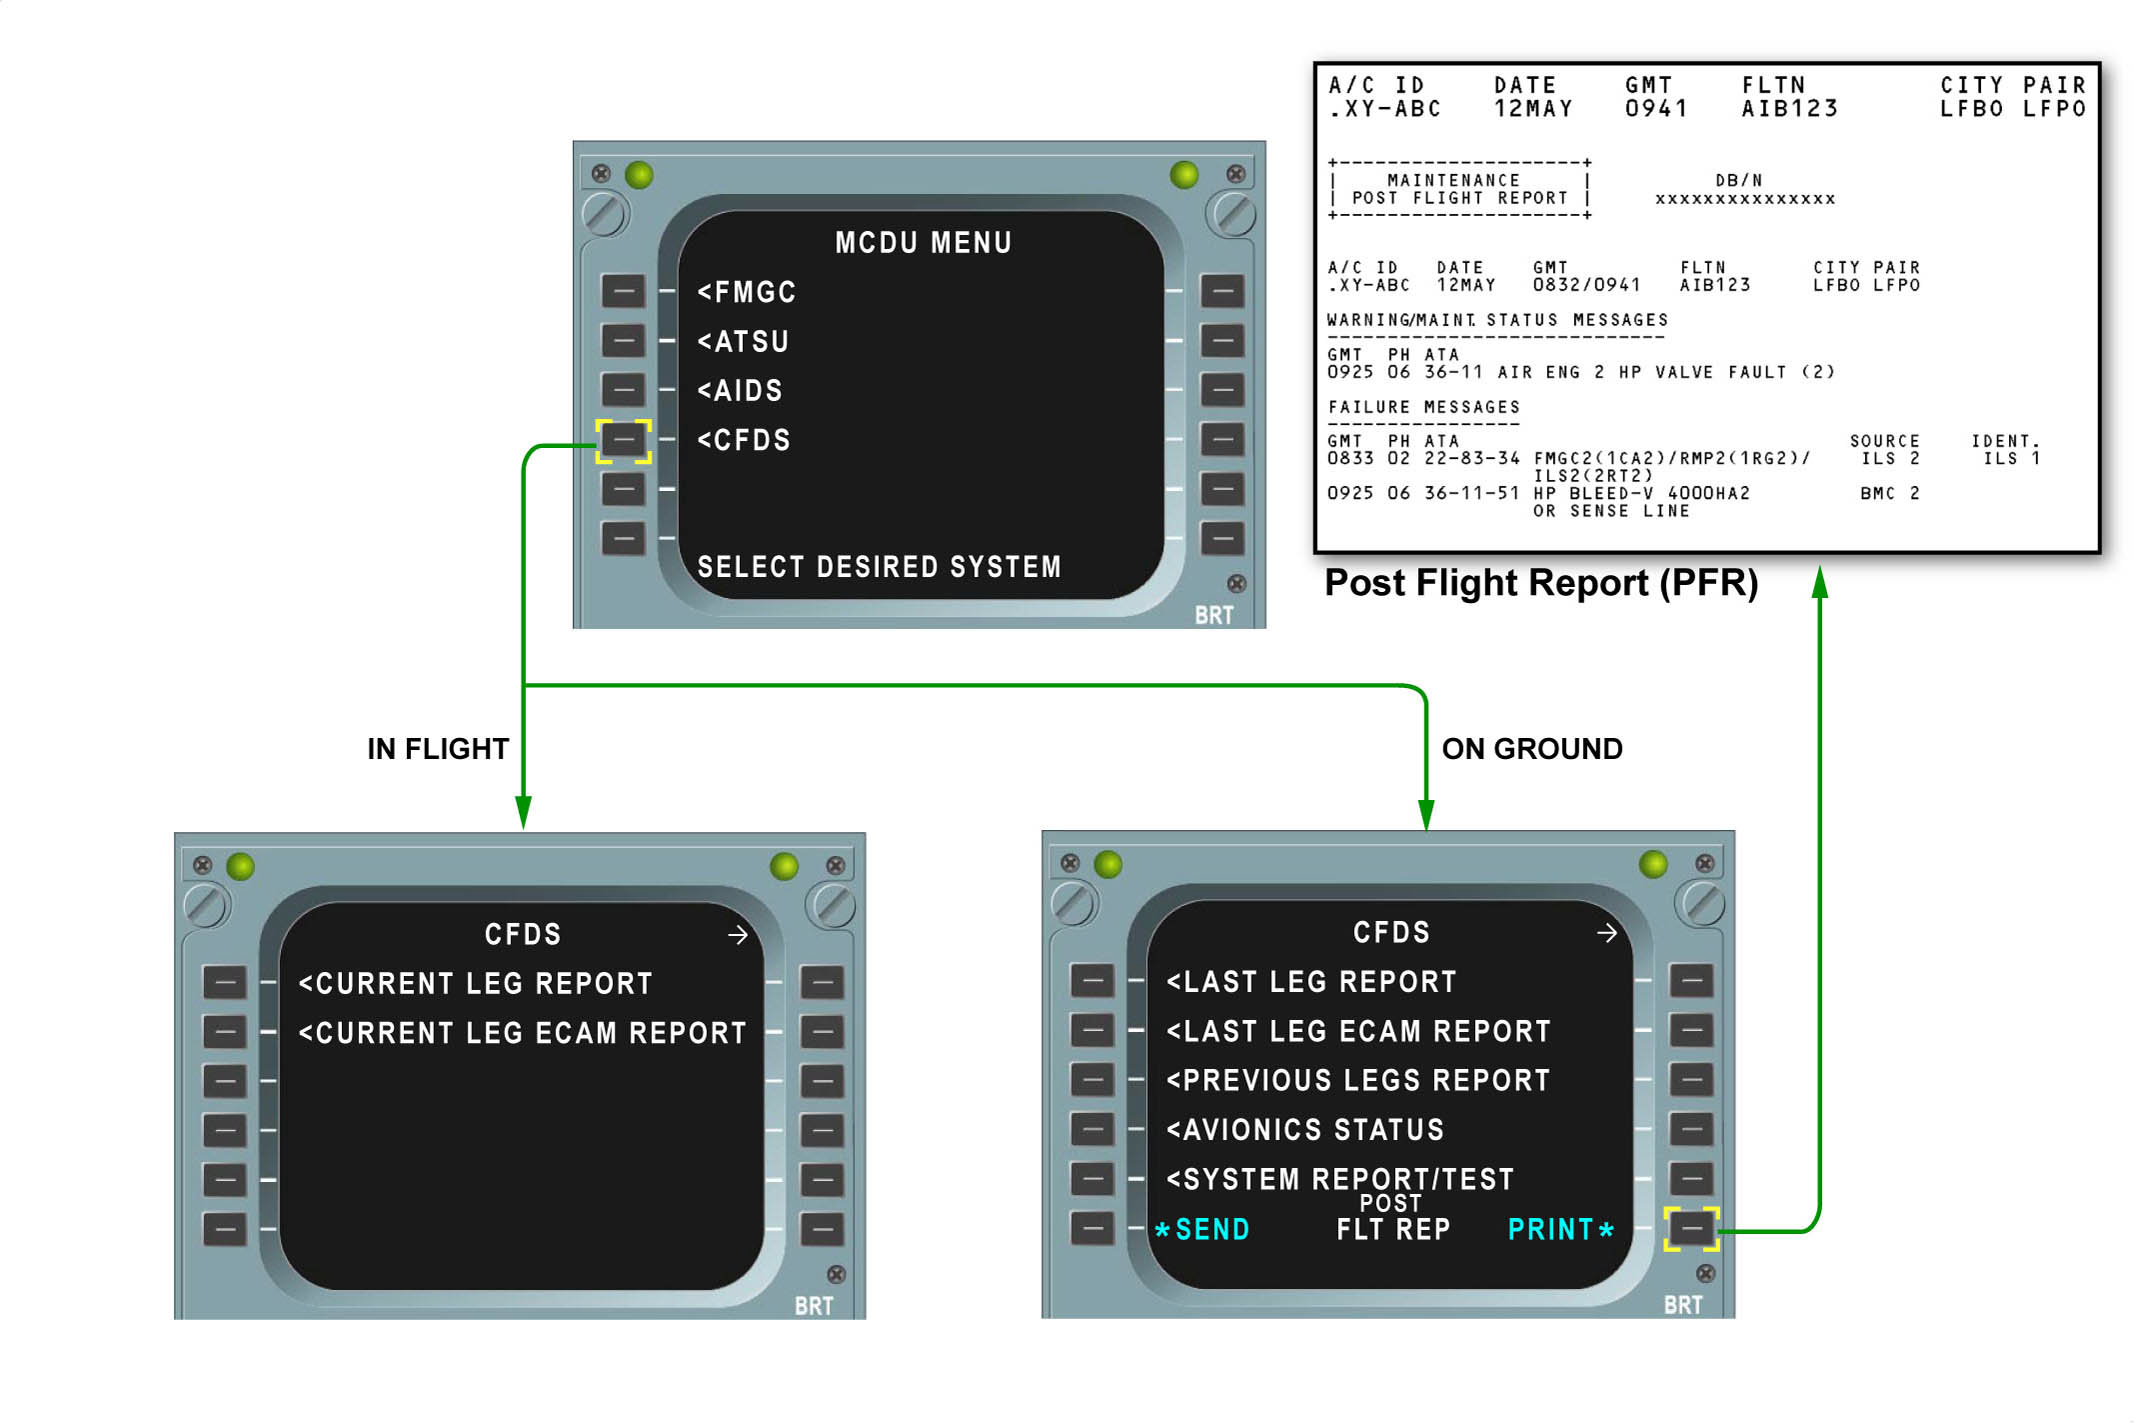 A/C ID DATE GMT FLTN CITY PAIR
.XY-ABC 12MAY 0941 AIB123 LFBO LFPO
+---------------------+
| MAINTENANCE | DB/N
| POST FLIGHT REPORT | xxxxxxxxxxxxxxx
+---------------------+
A/C ID DATE GMT FLTN CITY PAIR
.XY-ABC 12MAY 0832/0941 AIB123 LFBO LFPO
WARNING/MAINT. STATUS MESSAGES
----------------------------
GMT PH ATA
0925 06 36-11 AIR ENG 2 HP VALVE FAULT (2)
FAILURE MESSAGES
----------------
GMT PH ATA SOURCE IDENT.
0833 02 22-83-34 FMGC2(1CA2)/RMP2(1RG2)/ ILS 2 ILS 1
ILS2(2RT2)
0925 06 36-11-51 HP BLEED-V 4000HA2 BMC 2
OR SENSE LINE
Post Flight Report (PFR)
MCDU MENU
<FMGC
<ATSU
<AIDS
<CFDS
SELECT DESIRED SYSTEM
BRT
IN FLIGHT
ON GROUND
CFDS →
<CURRENT LEG REPORT
<CURRENT LEG ECAM REPORT
BRT
CFDS →
<LAST LEG REPORT
<LAST LEG ECAM REPORT
<PREVIOUS LEGS REPORT
<AVIONICS STATUS
<SYSTEM REPORT/TEST
POST
*SEND FLT REP PRINT*
BRT